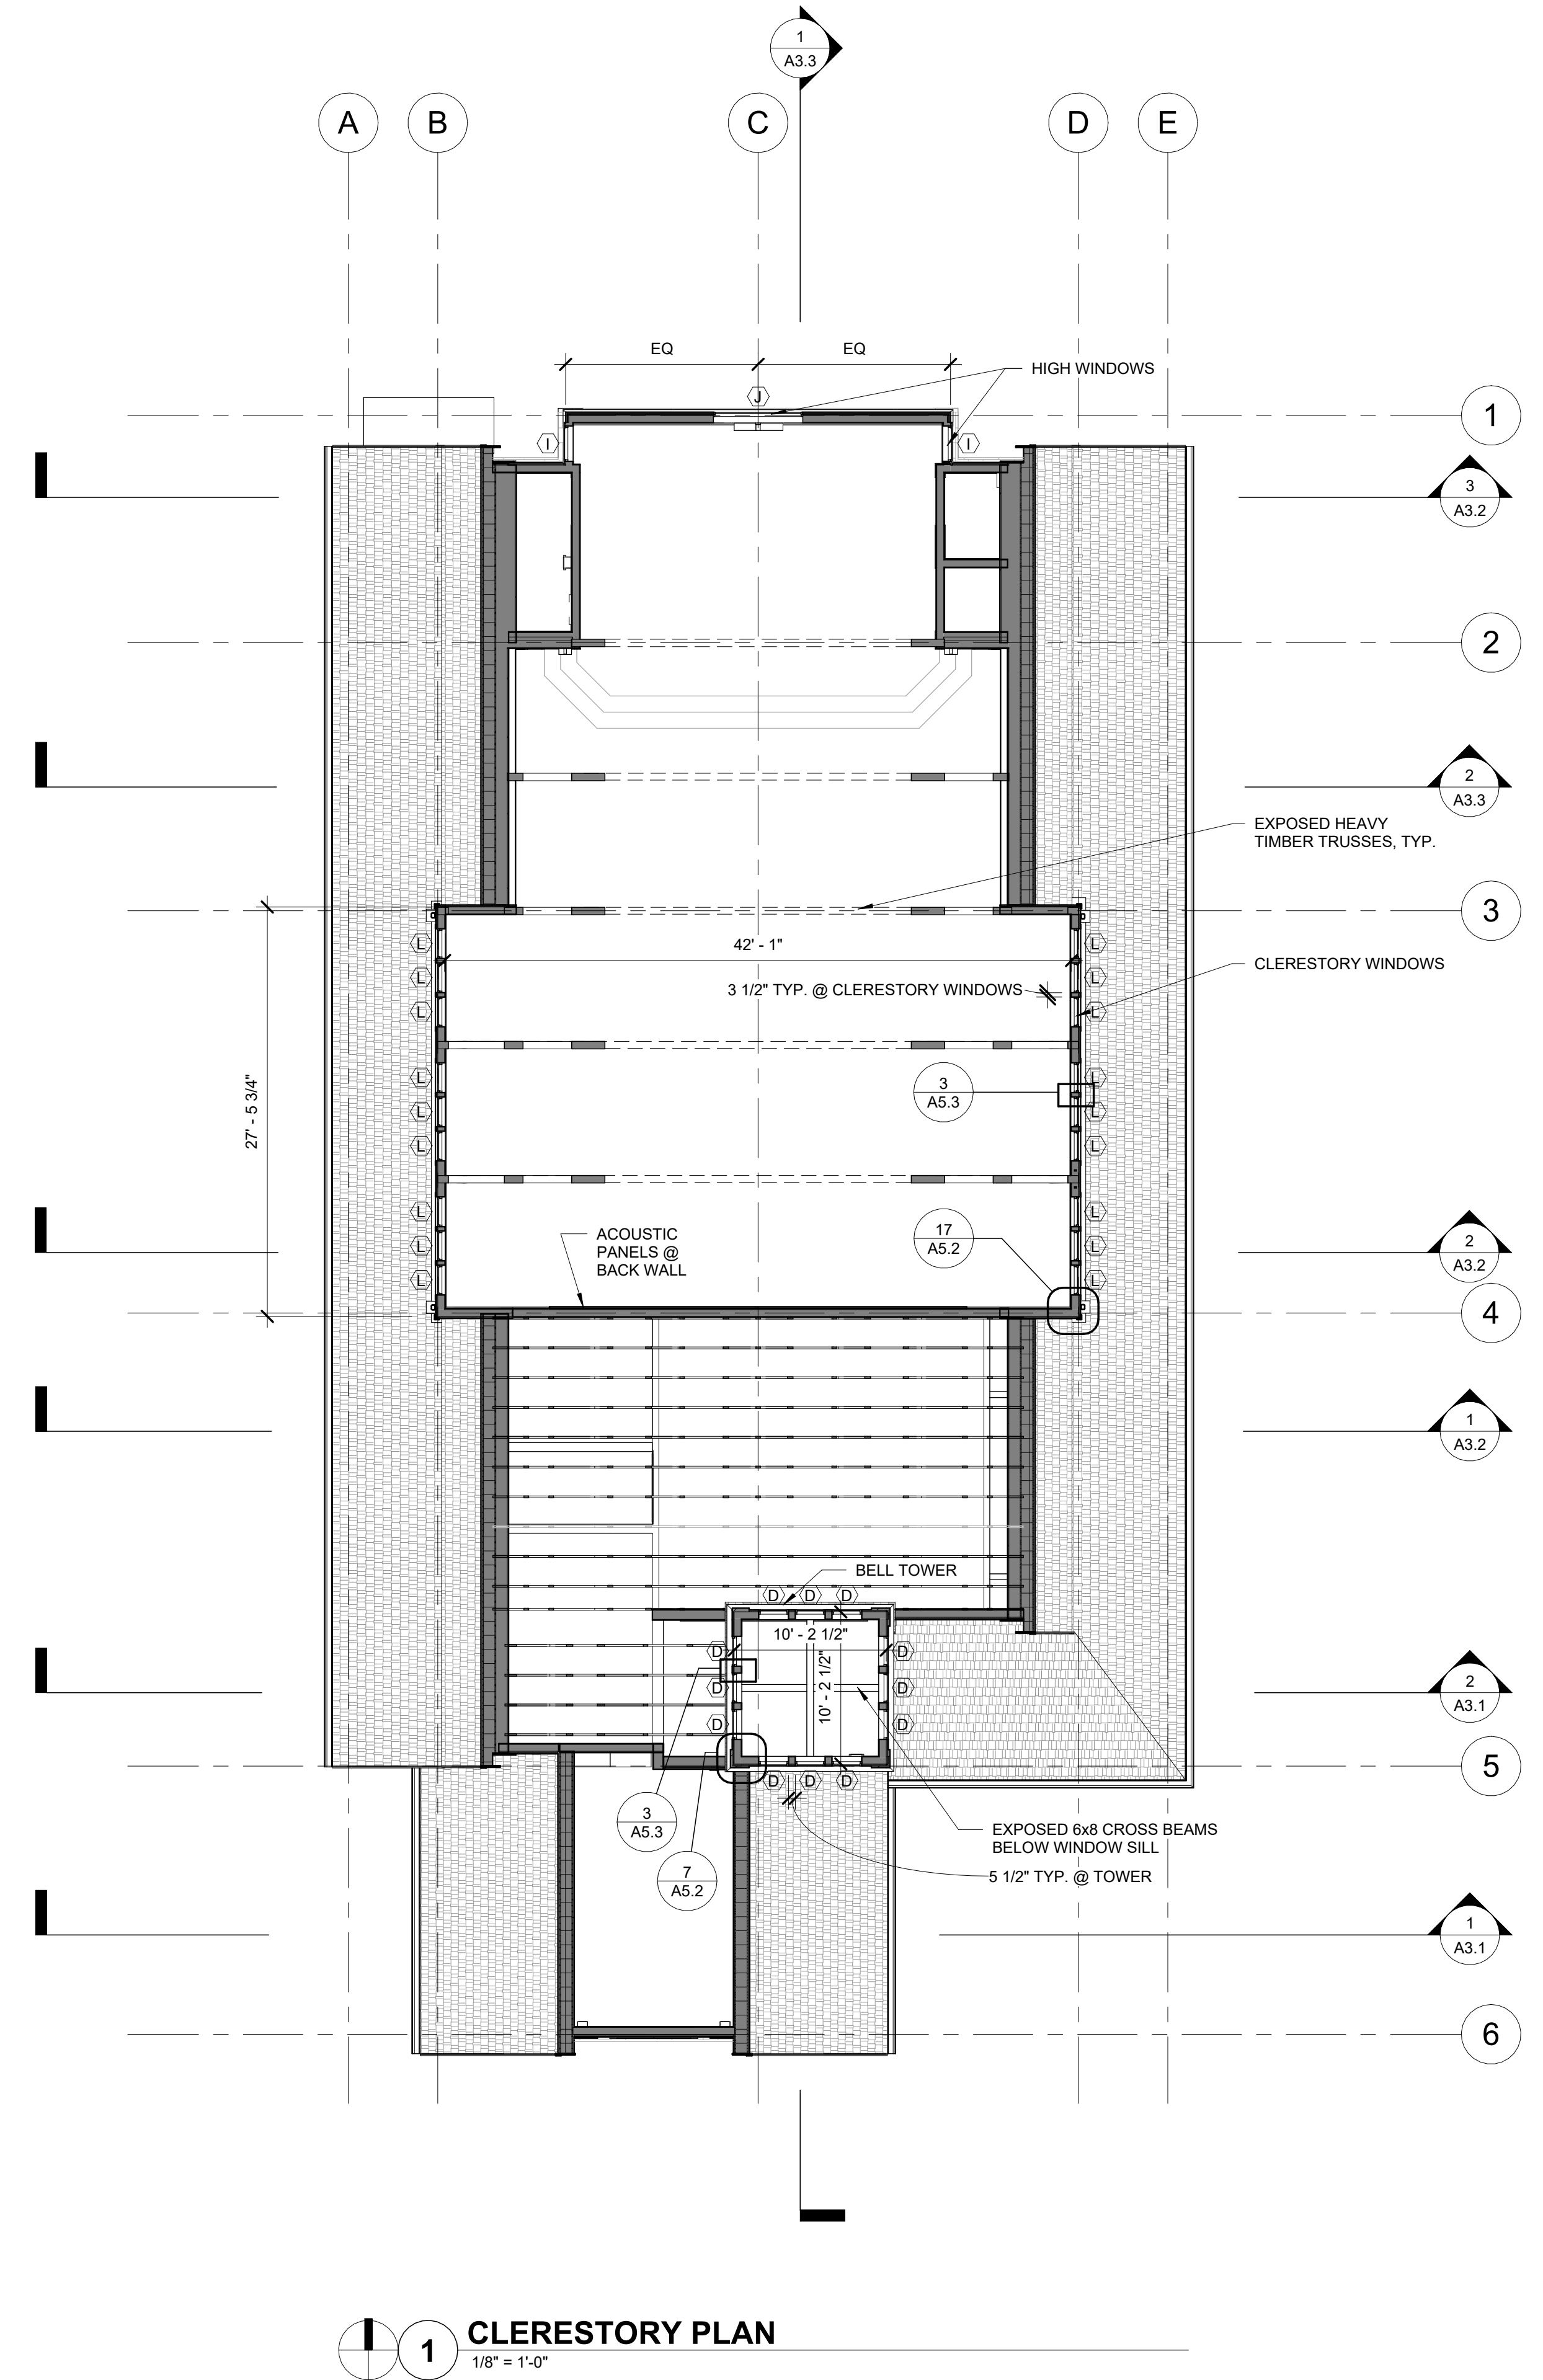 1
A3.3
A
B
C
D
E
EQ
EQ
HIGH WINDOWS
J
I
I
1
3
A3.2
2
2
A3.3
EXPOSED HEAVY
TIMBER TRUSSES, TYP.
3
L
L
42' - 1"
L
L
CLERESTORY WINDOWS
3 1/2" TYP. @ CLERESTORY WINDOWS
L
L
27' - 5 3/4"
L
L
3
A5.3
L
L
L
L
L
L
17
A5.2
2
A3.2
ACOUSTIC
PANELS @
BACK WALL
L
L
L
L
4
1
A3.2
BELL TOWER
D
D
D
10' - 2 1/2"
10' - 2 1/2"
D
D
D
D
D
D
2
A3.1
5
D
D
D
3
A5.3
7
A5.2
EXPOSED 6x8 CROSS BEAMS
BELOW WINDOW SILL
5 1/2" TYP. @ TOWER
1
A3.1
6
1
CLERESTORY PLAN
1/8" = 1'-0"